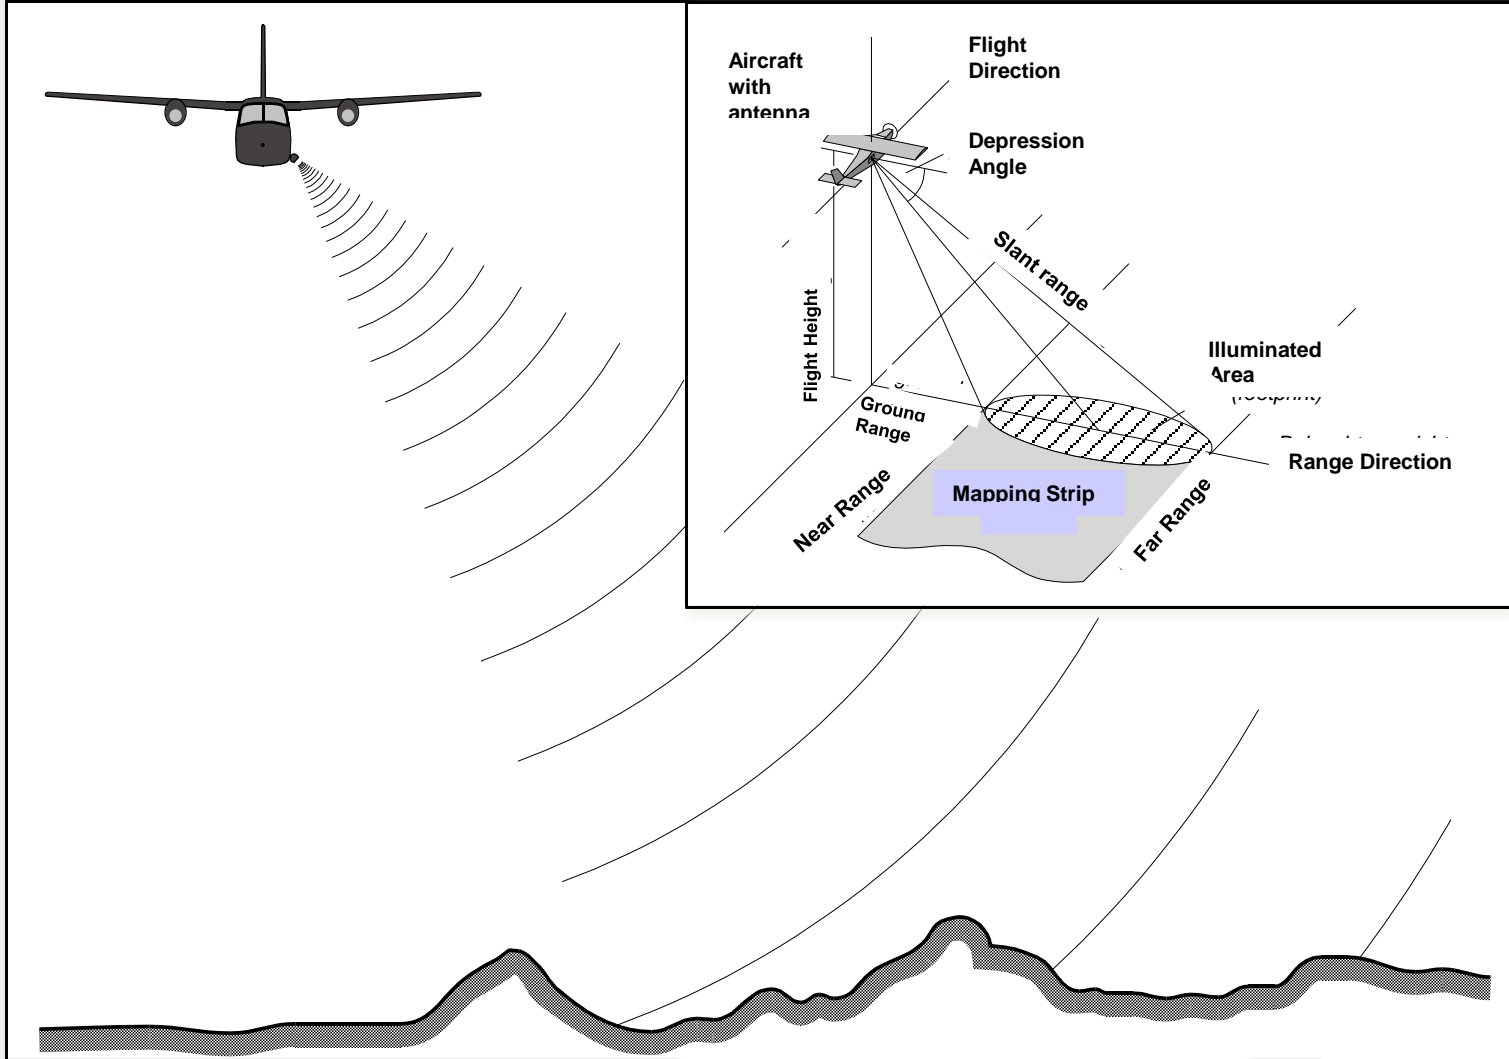 Aircraft
with
antenna
Flight
Direction
Depression
Angle
Slant range
Flight Height
Illuminated
Area
(footprint)
Ground
Range
Range Direction
Near Range
Mapping Strip
Far Range